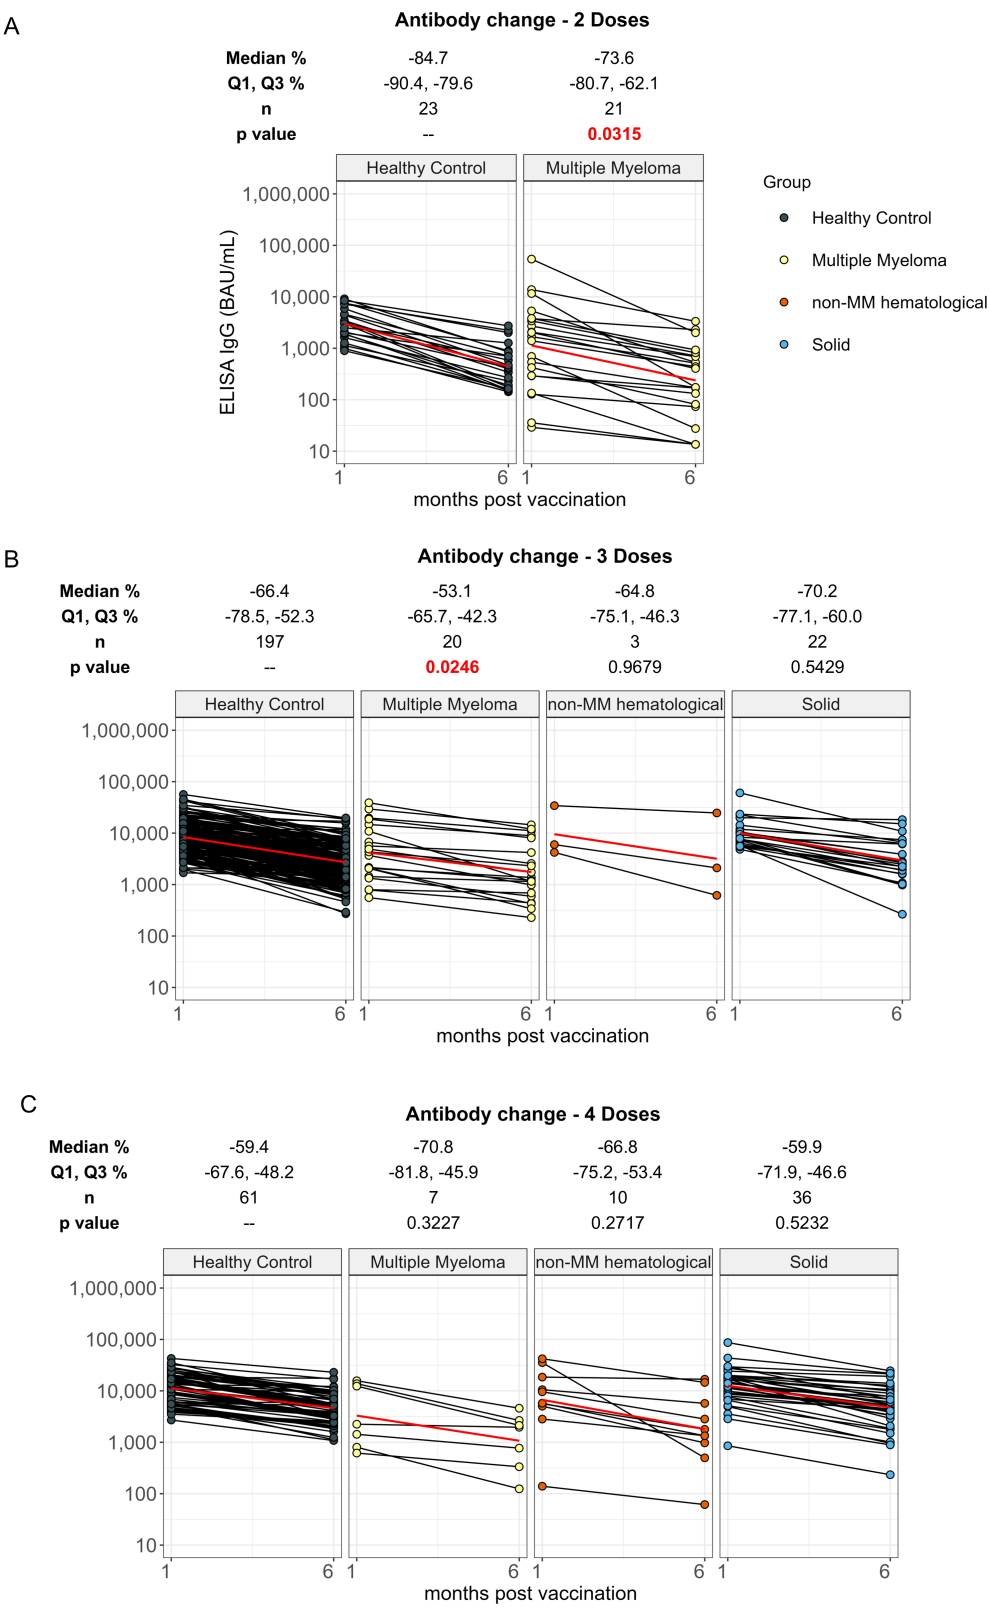 A
Antibody change - 2 Doses
Median % -84.7 -73.6
Q1, Q3 % -90.4, -79.6 -80.7, -62.1
n 23 21
p value -- 0.0315
Healthy Control Multiple Myeloma
1,000,000
100,000
10,000
1,000
100
10
ELISA IgG (BAU/mL)
1 6 1 6
months post vaccination
Group
Healthy Control
Multiple Myeloma
non-MM hematological
Solid
B
Antibody change - 3 Doses
Median % -66.4 -53.1 -64.8 -70.2
Q1, Q3 % -78.5, -52.3 -65.7, -42.3 -75.1, -46.3 -77.1, -60.0
n 197 20 3 22
p value -- 0.0246 0.9679 0.5429
Healthy Control Multiple Myeloma non-MM hematological Solid
1,000,000
100,000
10,000
1,000
100
10
1 6 1 6 1 6 1 6
months post vaccination
C
Antibody change - 4 Doses
Median % -59.4 -70.8 -66.8 -59.9
Q1, Q3 % -67.6, -48.2 -81.8, -45.9 -75.2, -53.4 -71.9, -46.6
n 61 7 10 36
p value -- 0.3227 0.2717 0.5232
Healthy Control Multiple Myeloma non-MM hematological Solid
1,000,000
100,000
10,000
1,000
100
10
1 6 1 6 1 6 1 6
months post vaccination